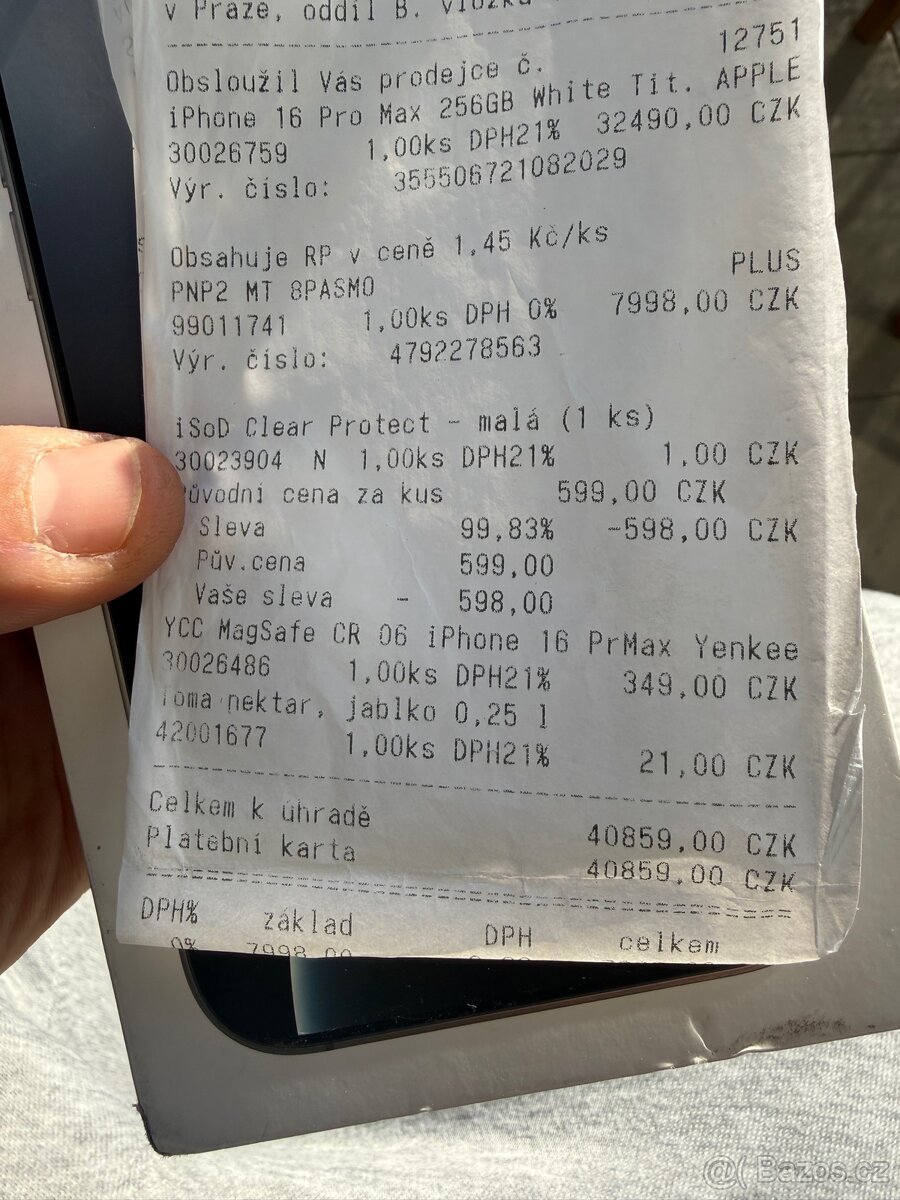 v Praze, oddíl B. vložka
Obsloužil Vás prodejce č. 12751
iPhone 16 Pro Max 256GB White Tit. APPLE
30026759 1,00ks DPH21% 32490,00 CZK
Výr. číslo: 355506721082029
Obsahuje RP v ceně 1,45 Kč/ks
PNP2 MT 8PASMO PLUS
99011741 1,00ks DPH 0% 7998,00 CZK
Výr. číslo: 4792278563
iSoD Clear Protect - malá (1 ks)
30023904 N 1,00ks DPH21% 1,00 CZK
Původní cena za kus 599,00 CZK
Sleva 99,83% -598,00 CZK
Pův.cena 599,00
Vaše sleva - 598,00
YCC MagSafe CR 06 iPhone 16 PrMax Yenkee
30026486 1,00ks DPH21% 349,00 CZK
Toma nektar, jablko 0,25 l
42001677 1,00ks DPH21% 21,00 CZK
Celkem k úhradě 40859,00 CZK
Platební karta 40859,00 CZK
DPH% základ DPH celkem
0% 7998,00
@( Bazos.cz